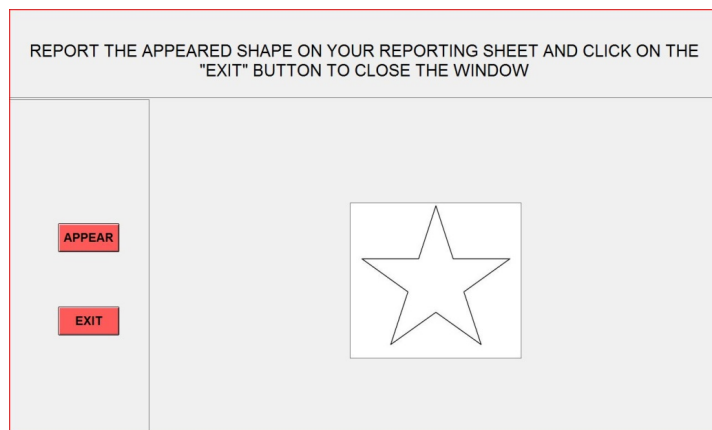 REPORT THE APPEARED SHAPE ON YOUR REPORTING SHEET AND CLICK ON THE
"EXIT" BUTTON TO CLOSE THE WINDOW
APPEAR
EXIT